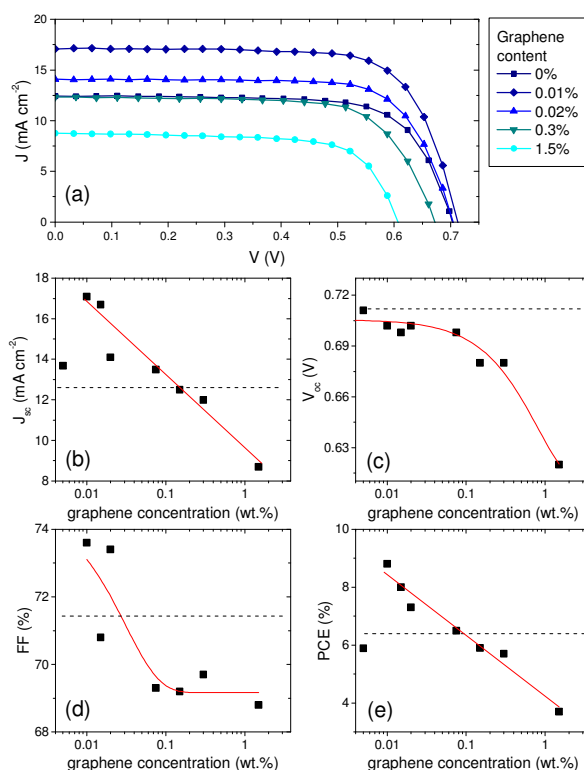 Graphene
content
0%
0.01%
0.02%
0.3%
1.5%
20
15
10
5
0
J (mA cm-2)
(a)
0.0 0.1 0.2 0.3 0.4 0.5 0.6 0.7
V (V)
18
16
14
12
10
8
Jsc (mA cm-2)
(b)
0.01 0.1 1
graphene concentration (wt.%)
0.72
0.69
0.66
0.63
Voc (V)
(c)
0.01 0.1 1
graphene concentration (wt.%)
74
72
70
68
FF (%)
(d)
0.01 0.1 1
graphene concentration (wt.%)
10
8
6
4
PCE (%)
(e)
0.01 0.1 1
graphene concentration (wt.%)